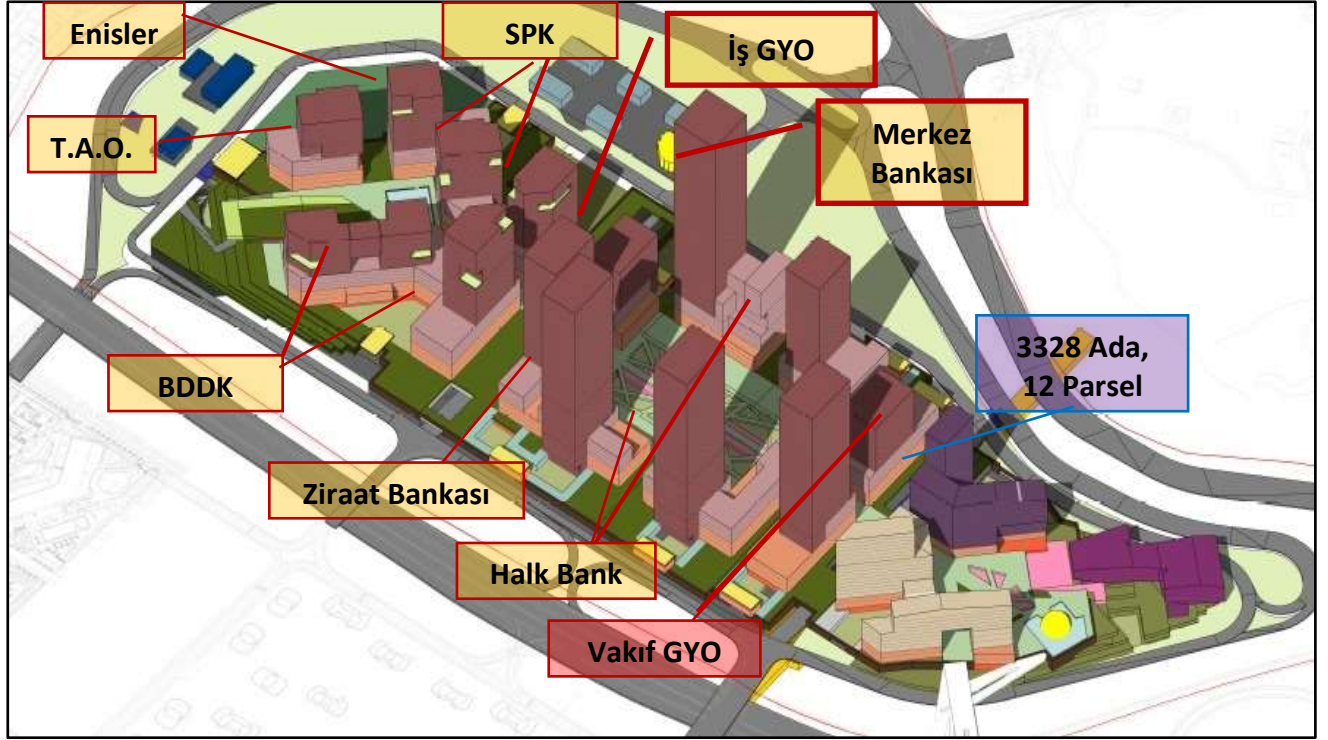 Enisler
SPK
İş GYO
T.A.O.
Merkez
Bankası
BDDK
3328 Ada,
12 Parsel
Ziraat Bankası
Halk Bank
Vakıf GYO